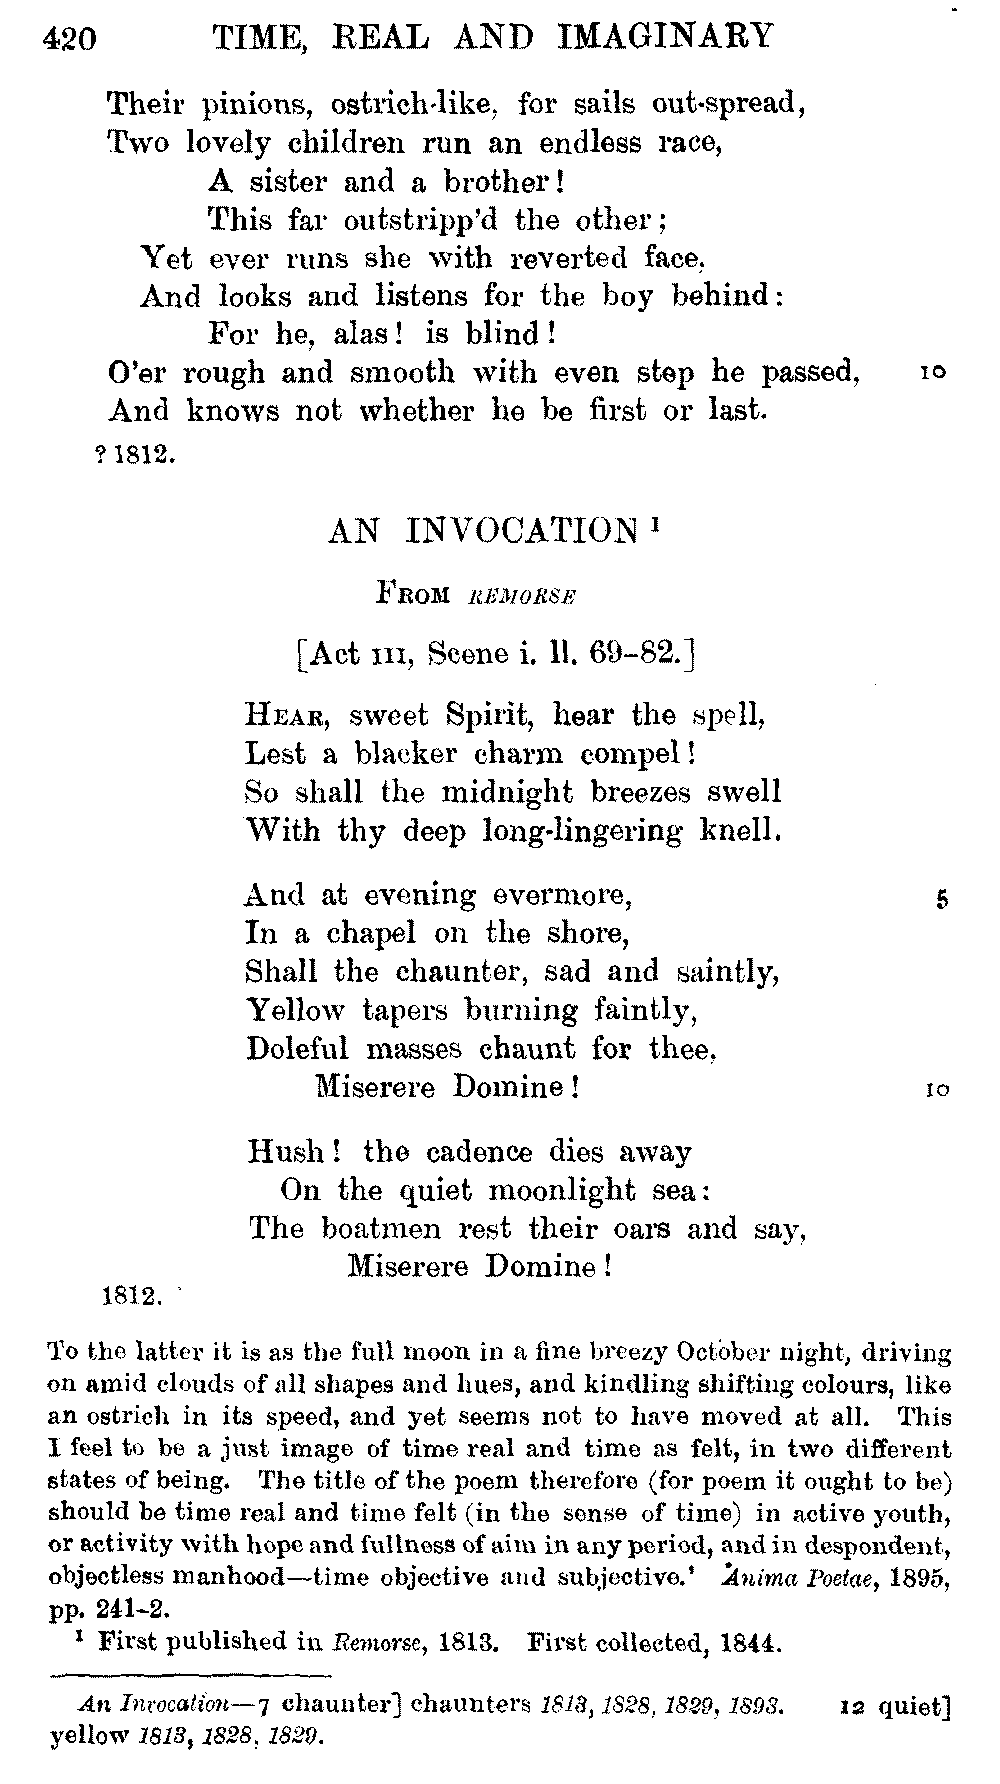 420 TIME, REAL AND IMAGINARY
Their pinions, ostrich-like, for sails out-spread,
Two lovely children run an endless race,
A sister and a brother!
This far outstripp'd the other;
Yet ever runs she with reverted face,
And looks and listens for the boy behind:
For he, alas! is blind!
O'er rough and smooth with even step he passed, 10
And knows not whether he be first or last.
? 1812.
AN INVOCATION ¹
FROM REMORSE
[Act III, Scene i. ll. 69–82.]
HEAR, sweet Spirit, hear the spell,
Lest a blacker charm compel!
So shall the midnight breezes swell
With thy deep long-lingering knell.
And at evening evermore, 5
In a chapel on the shore,
Shall the chaunter, sad and saintly,
Yellow tapers burning faintly,
Doleful masses chaunt for thee,
Miserere Domine! 10
Hush! the cadence dies away
On the quiet moonlight sea:
The boatmen rest their oars and say,
Miserere Domine!
1812.
To the latter it is as the full moon in a fine breezy October night, driving
on amid clouds of all shapes and hues, and kindling shifting colours, like
an ostrich in its speed, and yet seems not to have moved at all. This
I feel to be a just image of time real and time as felt, in two different
states of being. The title of the poem therefore (for poem it ought to be)
should be time real and time felt (in the sense of time) in active youth,
or activity with hope and fullness of aim in any period, and in despondent,
objectless manhood—time objective and subjective.' Anima Poetae, 1895,
pp. 241–2.
¹ First published in Remorse, 1813. First collected, 1844.
An Invocation—7 chaunter] chaunters 1813, 1828, 1829, 1893. 12 quiet]
yellow 1813, 1828, 1829.